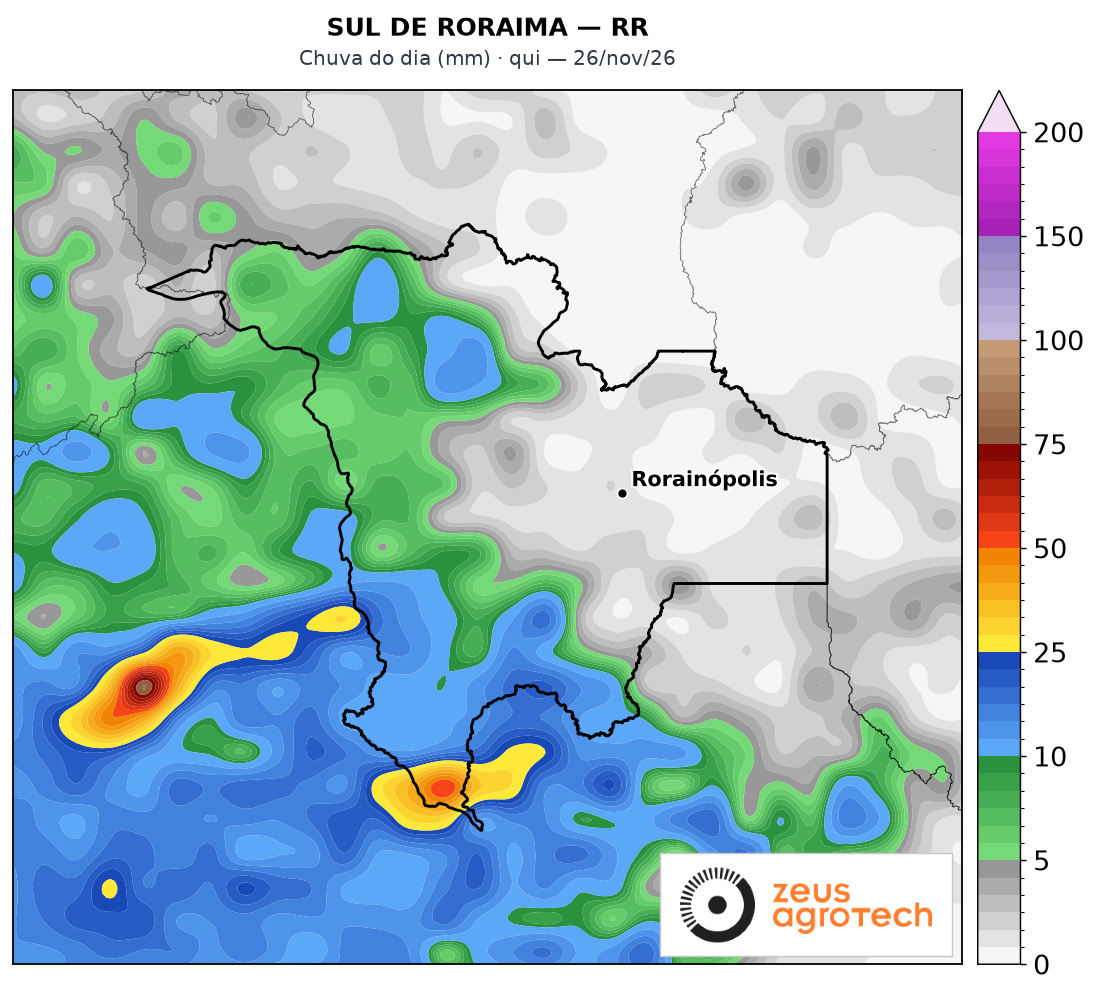 SUL DE RORAIMA — RR
Chuva do dia (mm) · qui — 26/nov/26
200
150
100
75
50
25
10
5
0
Rorainópolis
zeus
agrotech